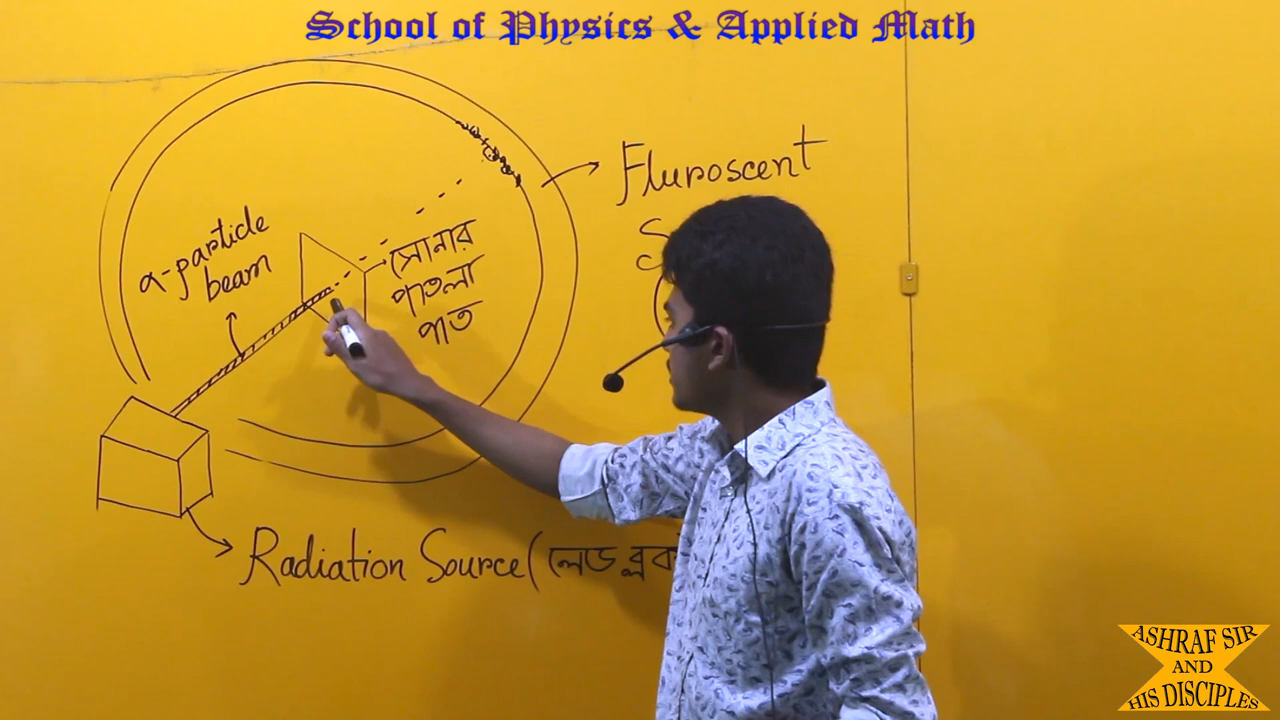 School of Physics & Applied Math
Fluroscent
S
α-particle
beam
সোনার
পাতলা
পাত
Radiation Source (লেড ব্লক
ASHRAF SIR
AND
HIS DISCIPLES